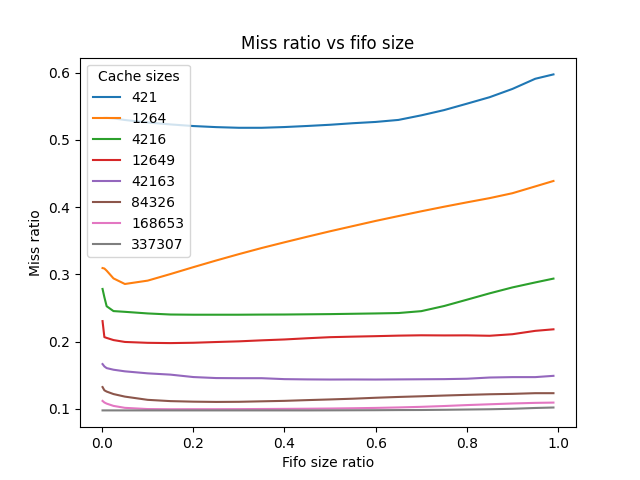 Miss ratio vs fifo size
Cache sizes
421
1264
4216
12649
42163
84326
168653
337307
0.6
0.5
0.4
0.3
0.2
0.1
Miss ratio
0.0 0.2 0.4 0.6 0.8 1.0
Fifo size ratio